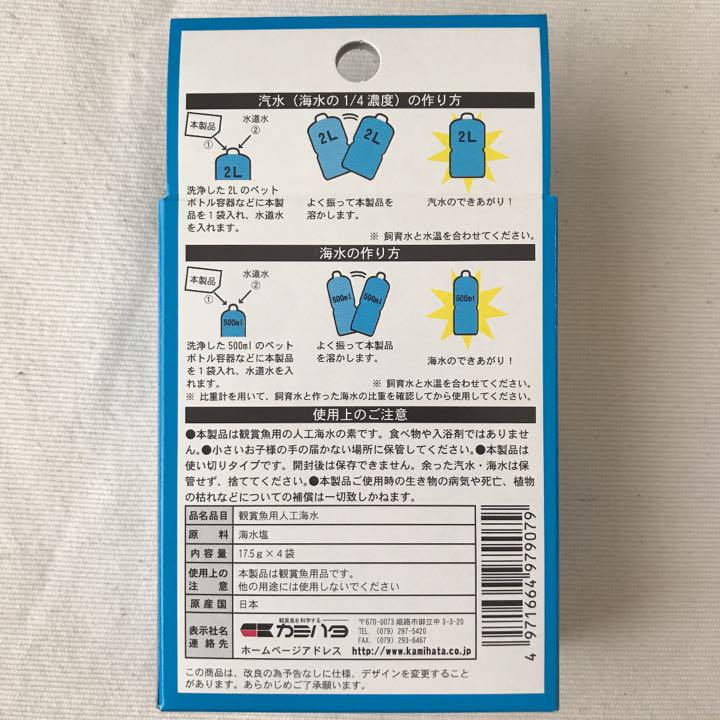 汽水（海水の1/4濃度）の作り方
本製品
①
水道水
②
2L
2L
2L
2L
洗浄した2Lのペット
ボトル容器などに本製
品を1袋入れ、水道水
を入れます。
よく振って本製品を
溶かします。
汽水のできあがり！
※ 飼育水と水温を合わせてください。
海水の作り方
本製品
①
水道水
②
500ml
500ml
500ml
500ml
洗浄した500mlのペット
ボトル容器などに本製品
を1袋入れ、水道水を入
れます。
よく振って本製品
を溶かします。
海水のできあがり！
※ 飼育水と水温を合わせてください。
※ 比重計を用いて、飼育水と作った海水の比重を確認してから使用してください。
使用上のご注意
●本製品は観賞魚用の人工海水の素です。食べ物や入浴剤ではありませ
ん。●小さいお子様の手の届かない場所に保管してください。●本製品は
使い切りタイプです。開封後は保存できません。余った汽水・海水は保
管せず、捨ててください。●本製品ご使用時の生き物の病気や死亡、植物
の枯れなどについての補償は一切致しかねます。
品名品目 観賞魚用人工海水
原料 海水塩
内容量 17.5g×4袋
使用上の
注意
本製品は観賞魚用品です。
他の用途には使用しないでください
原産国 日本
表示社名
連絡先
観賞魚を科学する
カミハタ
〒670-0073 姫路市御立中3-3-20
TEL. (079) 297-5420
FAX. (079) 293-6467
ホームページアドレス http://www.kamihata.co.jp
4 971664 979079
この商品は、改良の為予告なしに仕様、デザインを変更すること
があります。あらかじめご了承願います。